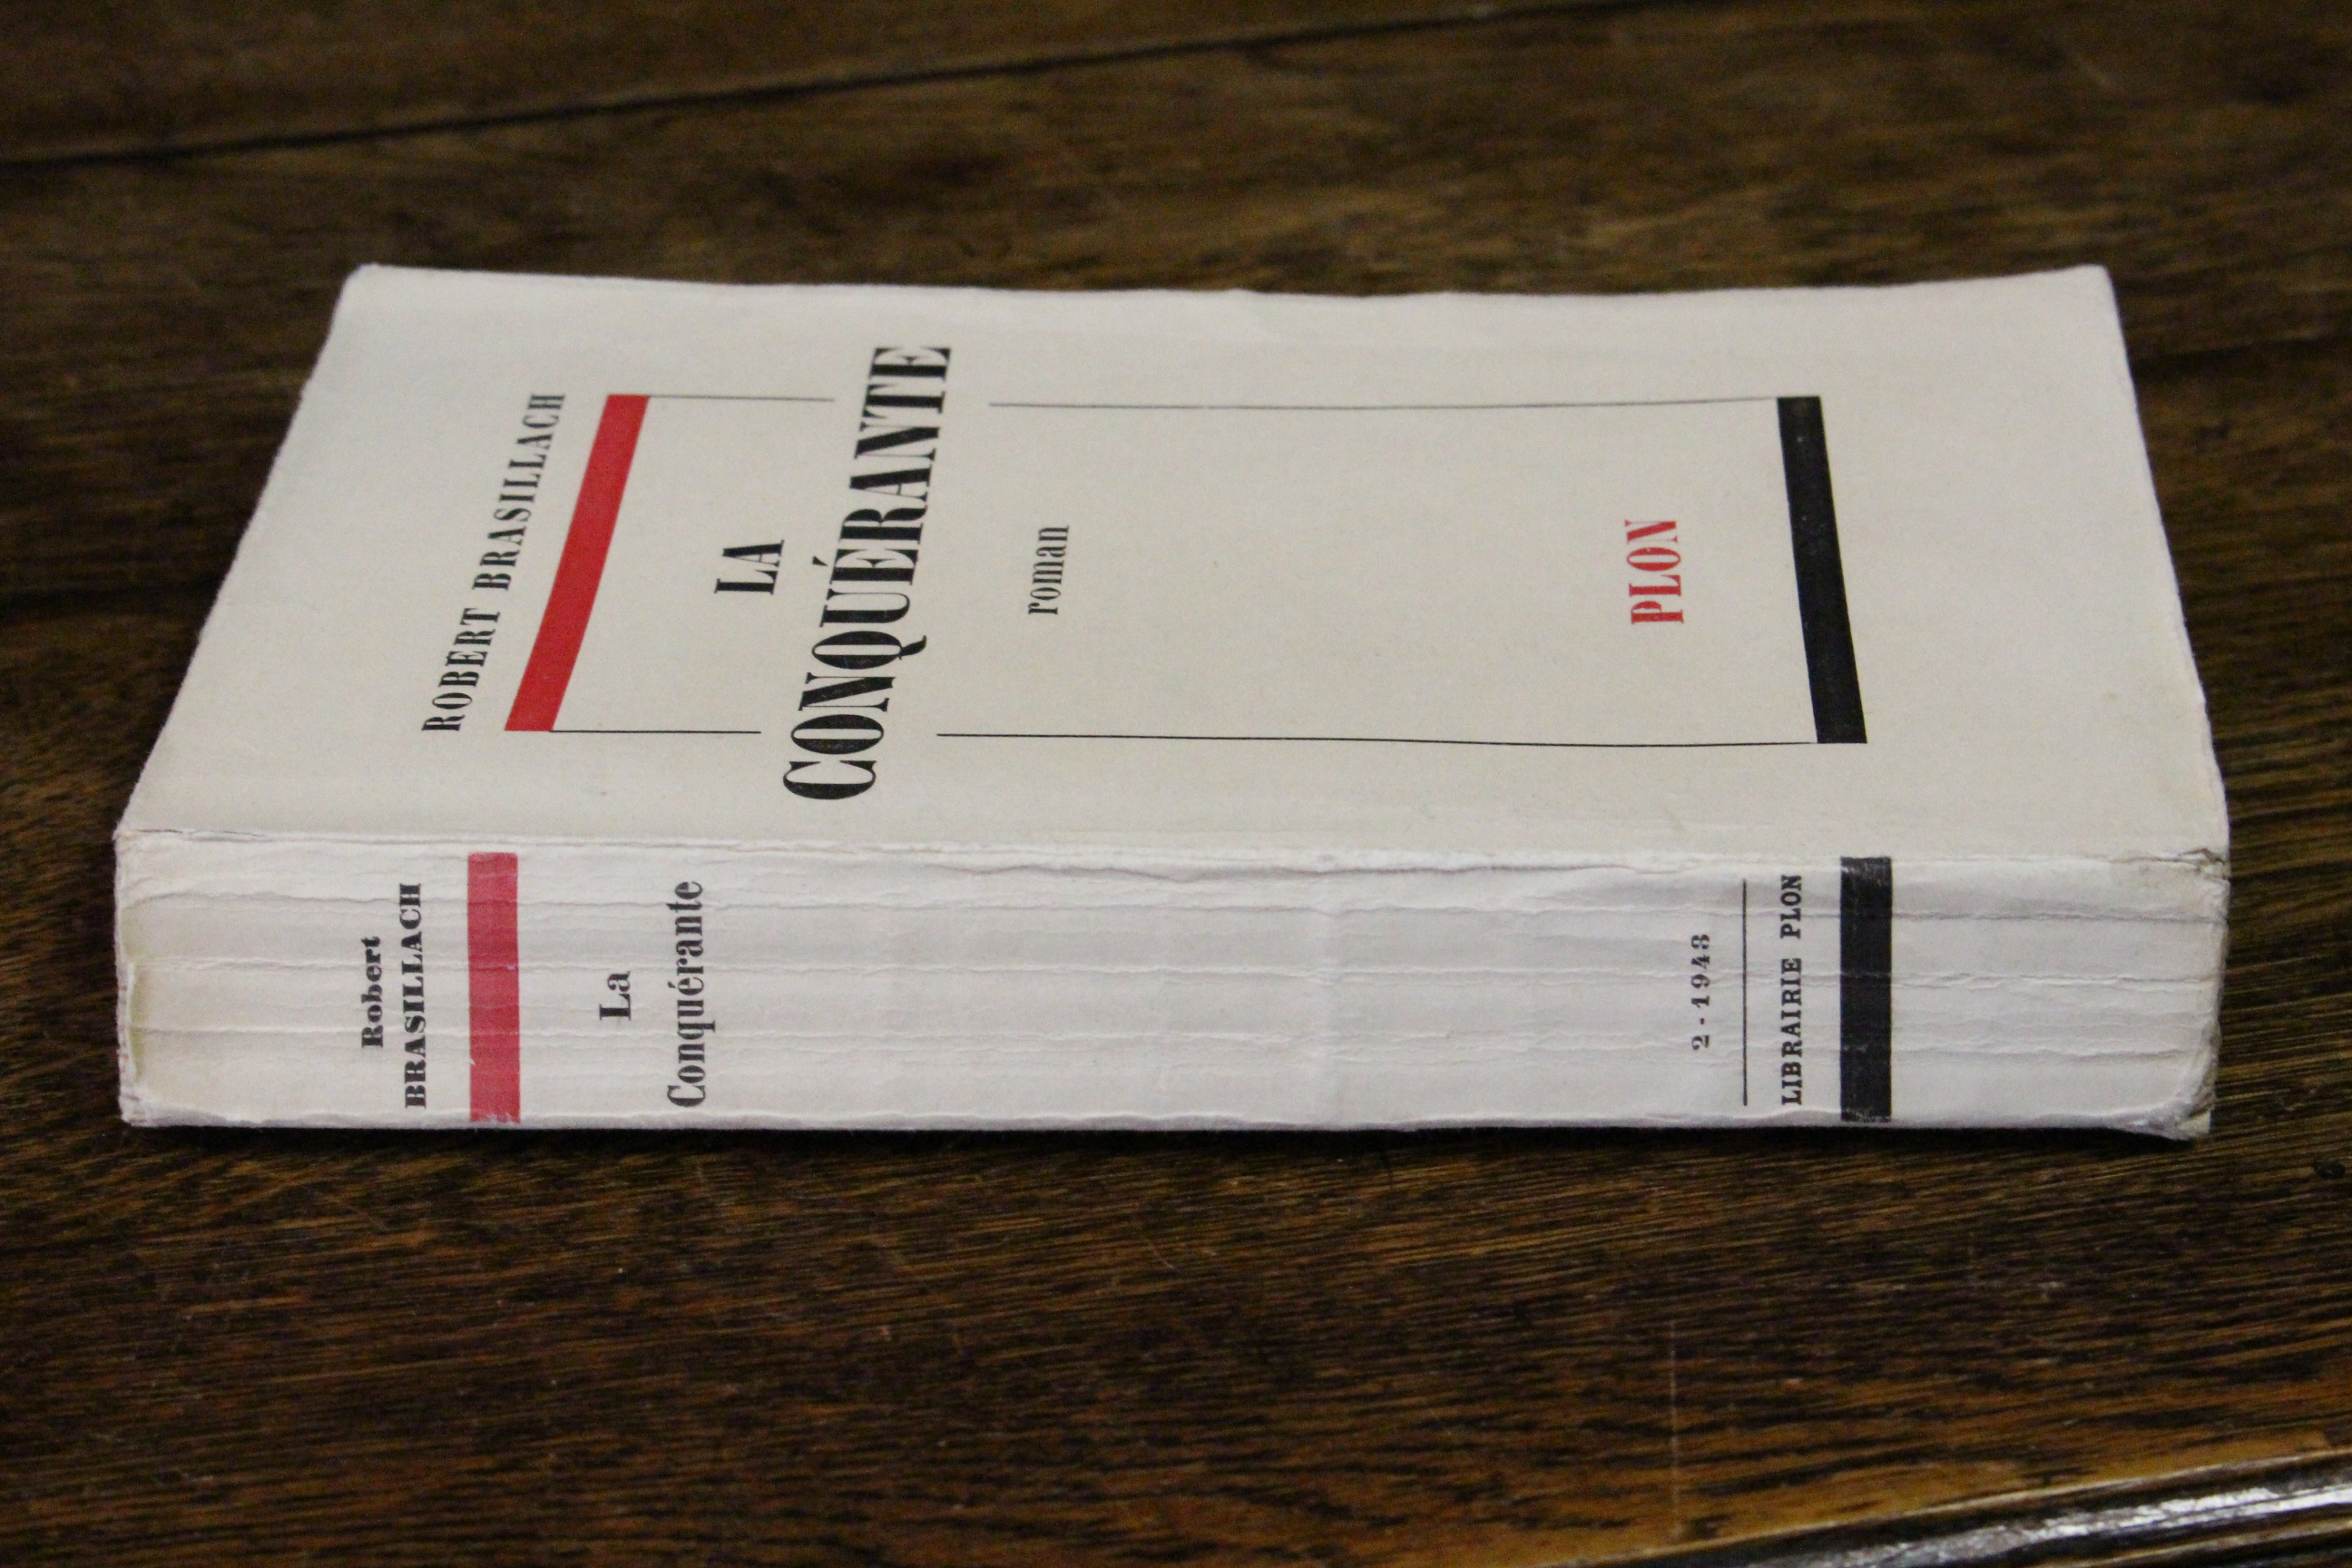 ROBERT BRASILLACH
LA
CONQUÉRANTE
roman
PLON
Robert
BRASILLACH
La
Conquérante
2-1943
LIBRAIRIE PLON